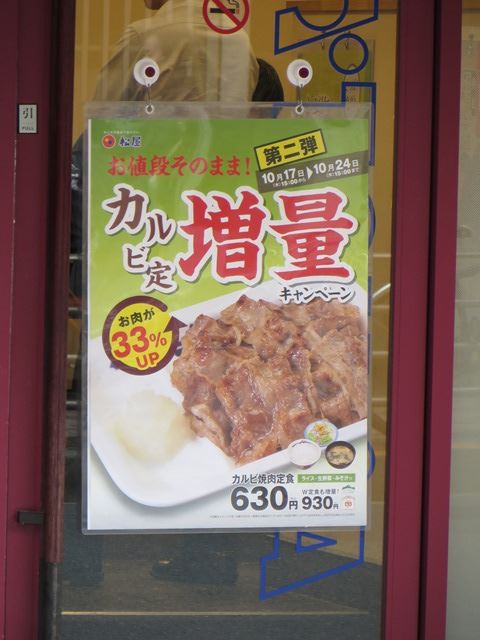 引
PULL
松屋
お値段そのまま!
第二弾
10月17日(木)15:00から▶10月24日(木)15:00まで
カルビ定
増量
キャンペーン
お肉が
33%
UP
カルビ焼肉定食
630円
ライス・生野菜・みそ汁付
W定食も増量!
930円